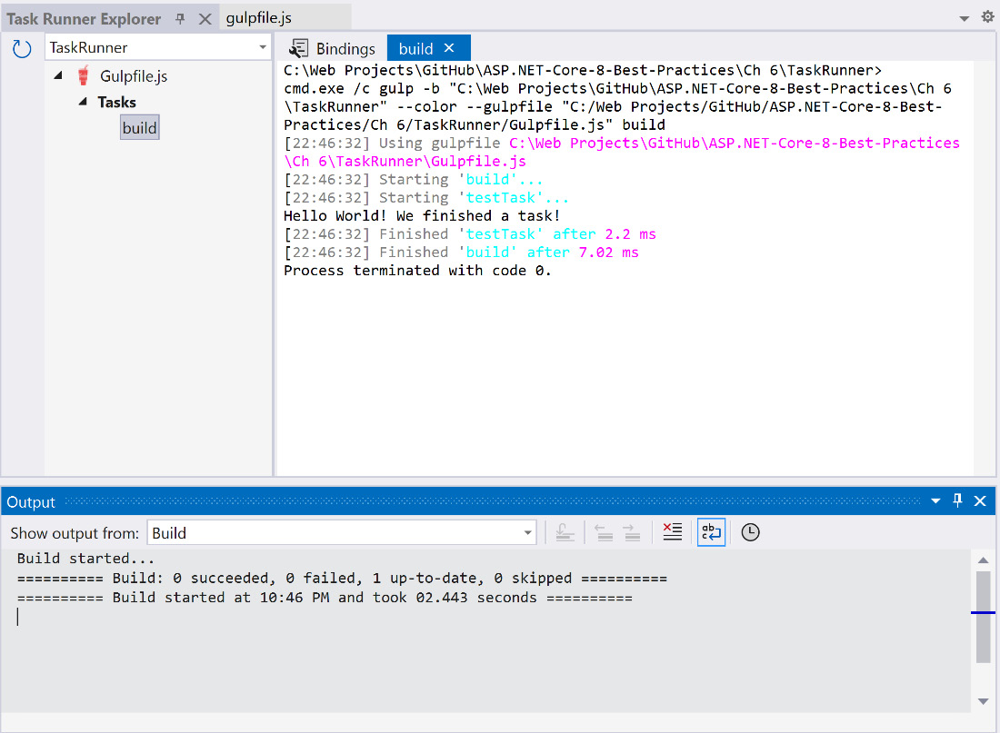 Task Runner Explorer
gulpfile.js
TaskRunner
Gulpfile.js
Tasks
build
Bindings
build
C:\Web Projects\GitHub\ASP.NET-Core-8-Best-Practices\Ch 6\TaskRunner>
cmd.exe /c gulp -b "C:\Web Projects\GitHub\ASP.NET-Core-8-Best-Practices\Ch 6
\TaskRunner" --color --gulpfile "C:/Web Projects/GitHub/ASP.NET-Core-8-Best-
Practices/Ch 6/TaskRunner/Gulpfile.js" build
[22:46:32] Using gulpfile C:\Web Projects\GitHub\ASP.NET-Core-8-Best-Practices
\Ch 6\TaskRunner\Gulpfile.js
[22:46:32] Starting 'build'...
[22:46:32] Starting 'testTask'...
Hello World! We finished a task!
[22:46:32] Finished 'testTask' after 2.2 ms
[22:46:32] Finished 'build' after 7.02 ms
Process terminated with code 0.
Output
Show output from: Build
Build started...
========== Build: 0 succeeded, 0 failed, 1 up-to-date, 0 skipped ==========
========== Build started at 10:46 PM and took 02.443 seconds ==========